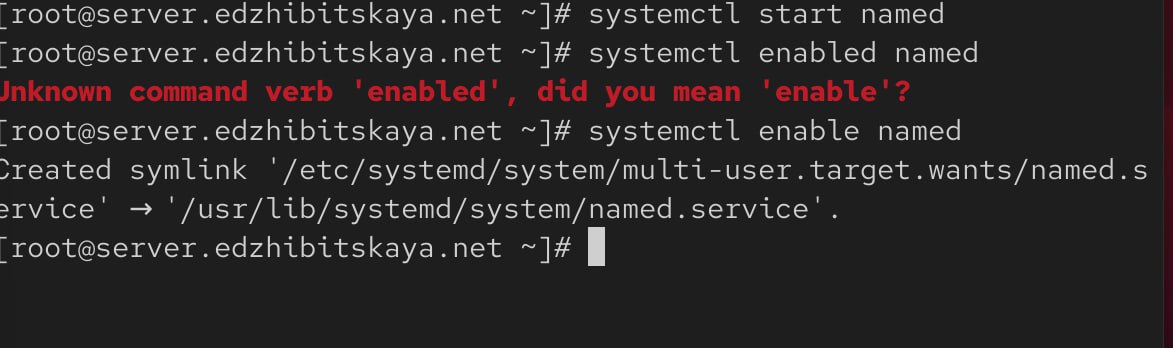 [root@server.edzhibitskaya.net ~]# systemctl start named
[root@server.edzhibitskaya.net ~]# systemctl enabled named
Unknown command verb 'enabled', did you mean 'enable'?
[root@server.edzhibitskaya.net ~]# systemctl enable named
Created symlink '/etc/systemd/system/multi-user.target.wants/named.s
ervice' → '/usr/lib/systemd/system/named.service'.
[root@server.edzhibitskaya.net ~]#